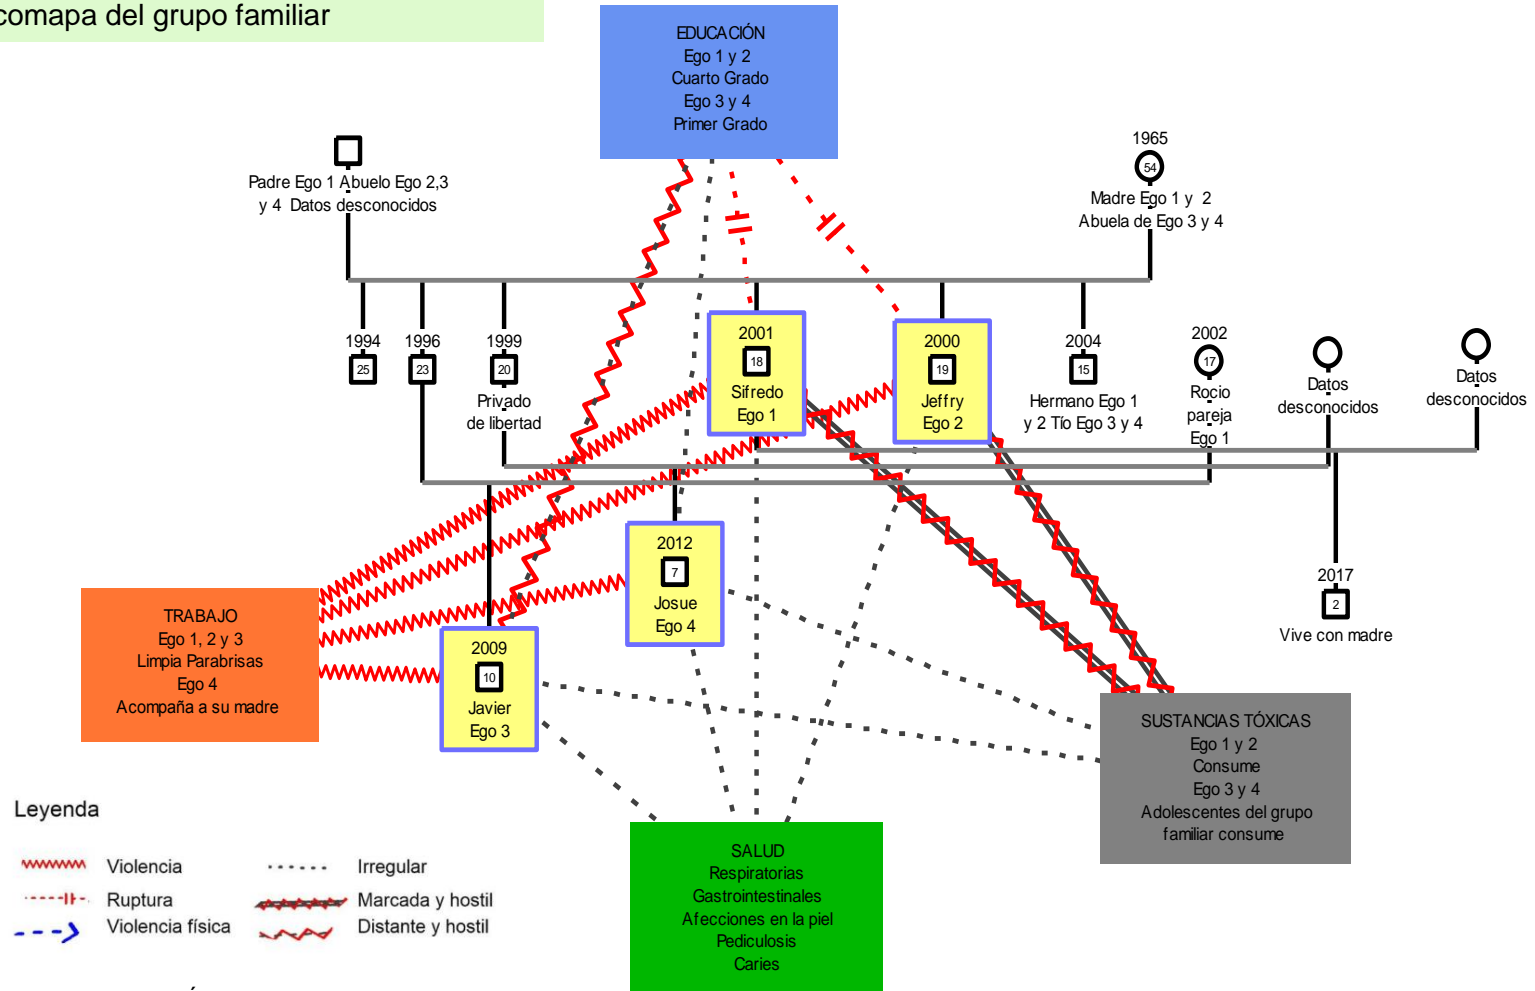 comapa del grupo familiar
EDUCACIÓN
Ego 1 y 2
Cuarto Grado
Ego 3 y 4
Primer Grado
Padre Ego 1 Abuelo Ego 2,3
y 4 Datos desconocidos
1965
54
Madre Ego 1 y 2
Abuela de Ego 3 y 4
1994
25
1996
23
1999
20
Privado
de libertad
2001
18
Sifredo
Ego 1
2000
19
Jeffry
Ego 2
2004
15
Hermano Ego 1
y 2 Tío Ego 3 y 4
2002
17
Rocio
pareja
Ego 1
Datos
desconocidos
Datos
desconocidos
2012
7
Josue
Ego 4
2017
2
Vive con madre
TRABAJO
Ego 1, 2 y 3
Limpia Parabrisas
Ego 4
Acompaña a su madre
2009
10
Javier
Ego 3
SUSTANCIAS TÓXICAS
Ego 1 y 2
Consume
Ego 3 y 4
Adolescentes del grupo
familiar consume
SALUD
Respiratorias
Gastrointestinales
Afecciones en la piel
Pediculosis
Caries
Leyenda
Violencia
Irregular
Ruptura
Marcada y hostil
Violencia física
Distante y hostil